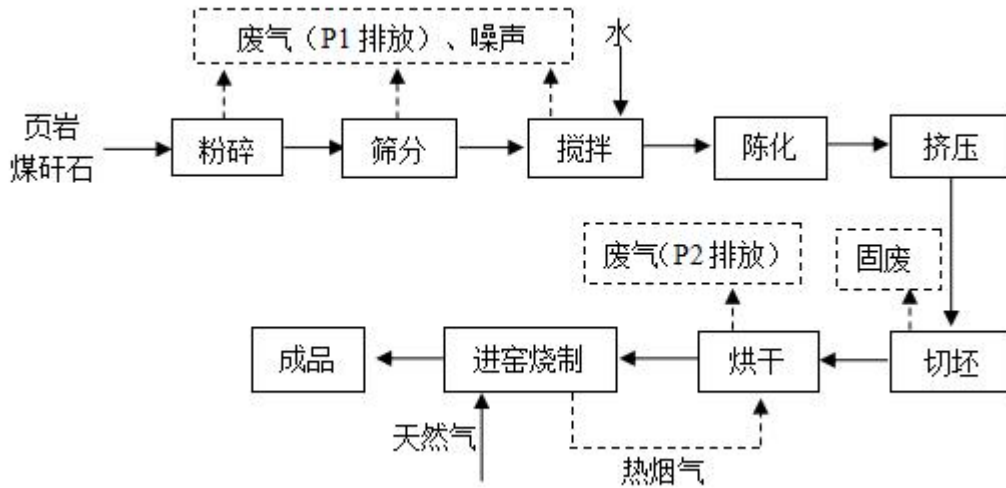 废气（P1 排放）、噪声
水
页岩
煤矸石
粉碎
筛分
搅拌
陈化
挤压
废气（P2 排放）
固废
成品
进窑烧制
烘干
切坯
天然气
热烟气